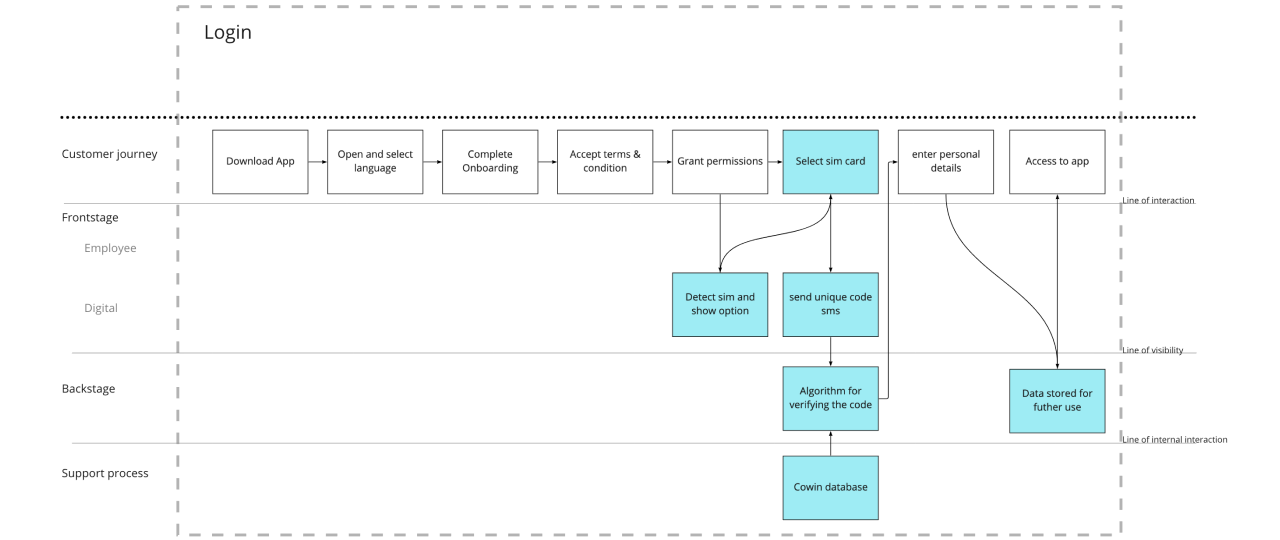 Login
Customer journey
Download App
Open and select
language
Complete
Onboarding
Accept terms &
condition
Grant permissions
Select sim card
enter personal
details
Access to app
Line of interaction
Frontstage
Employee
Digital
Detect sim and
show option
send unique code
sms
Line of visibility
Backstage
Algorithm for
verifying the code
Data stored for
futher use
Line of internal interaction
Support process
Cowin database